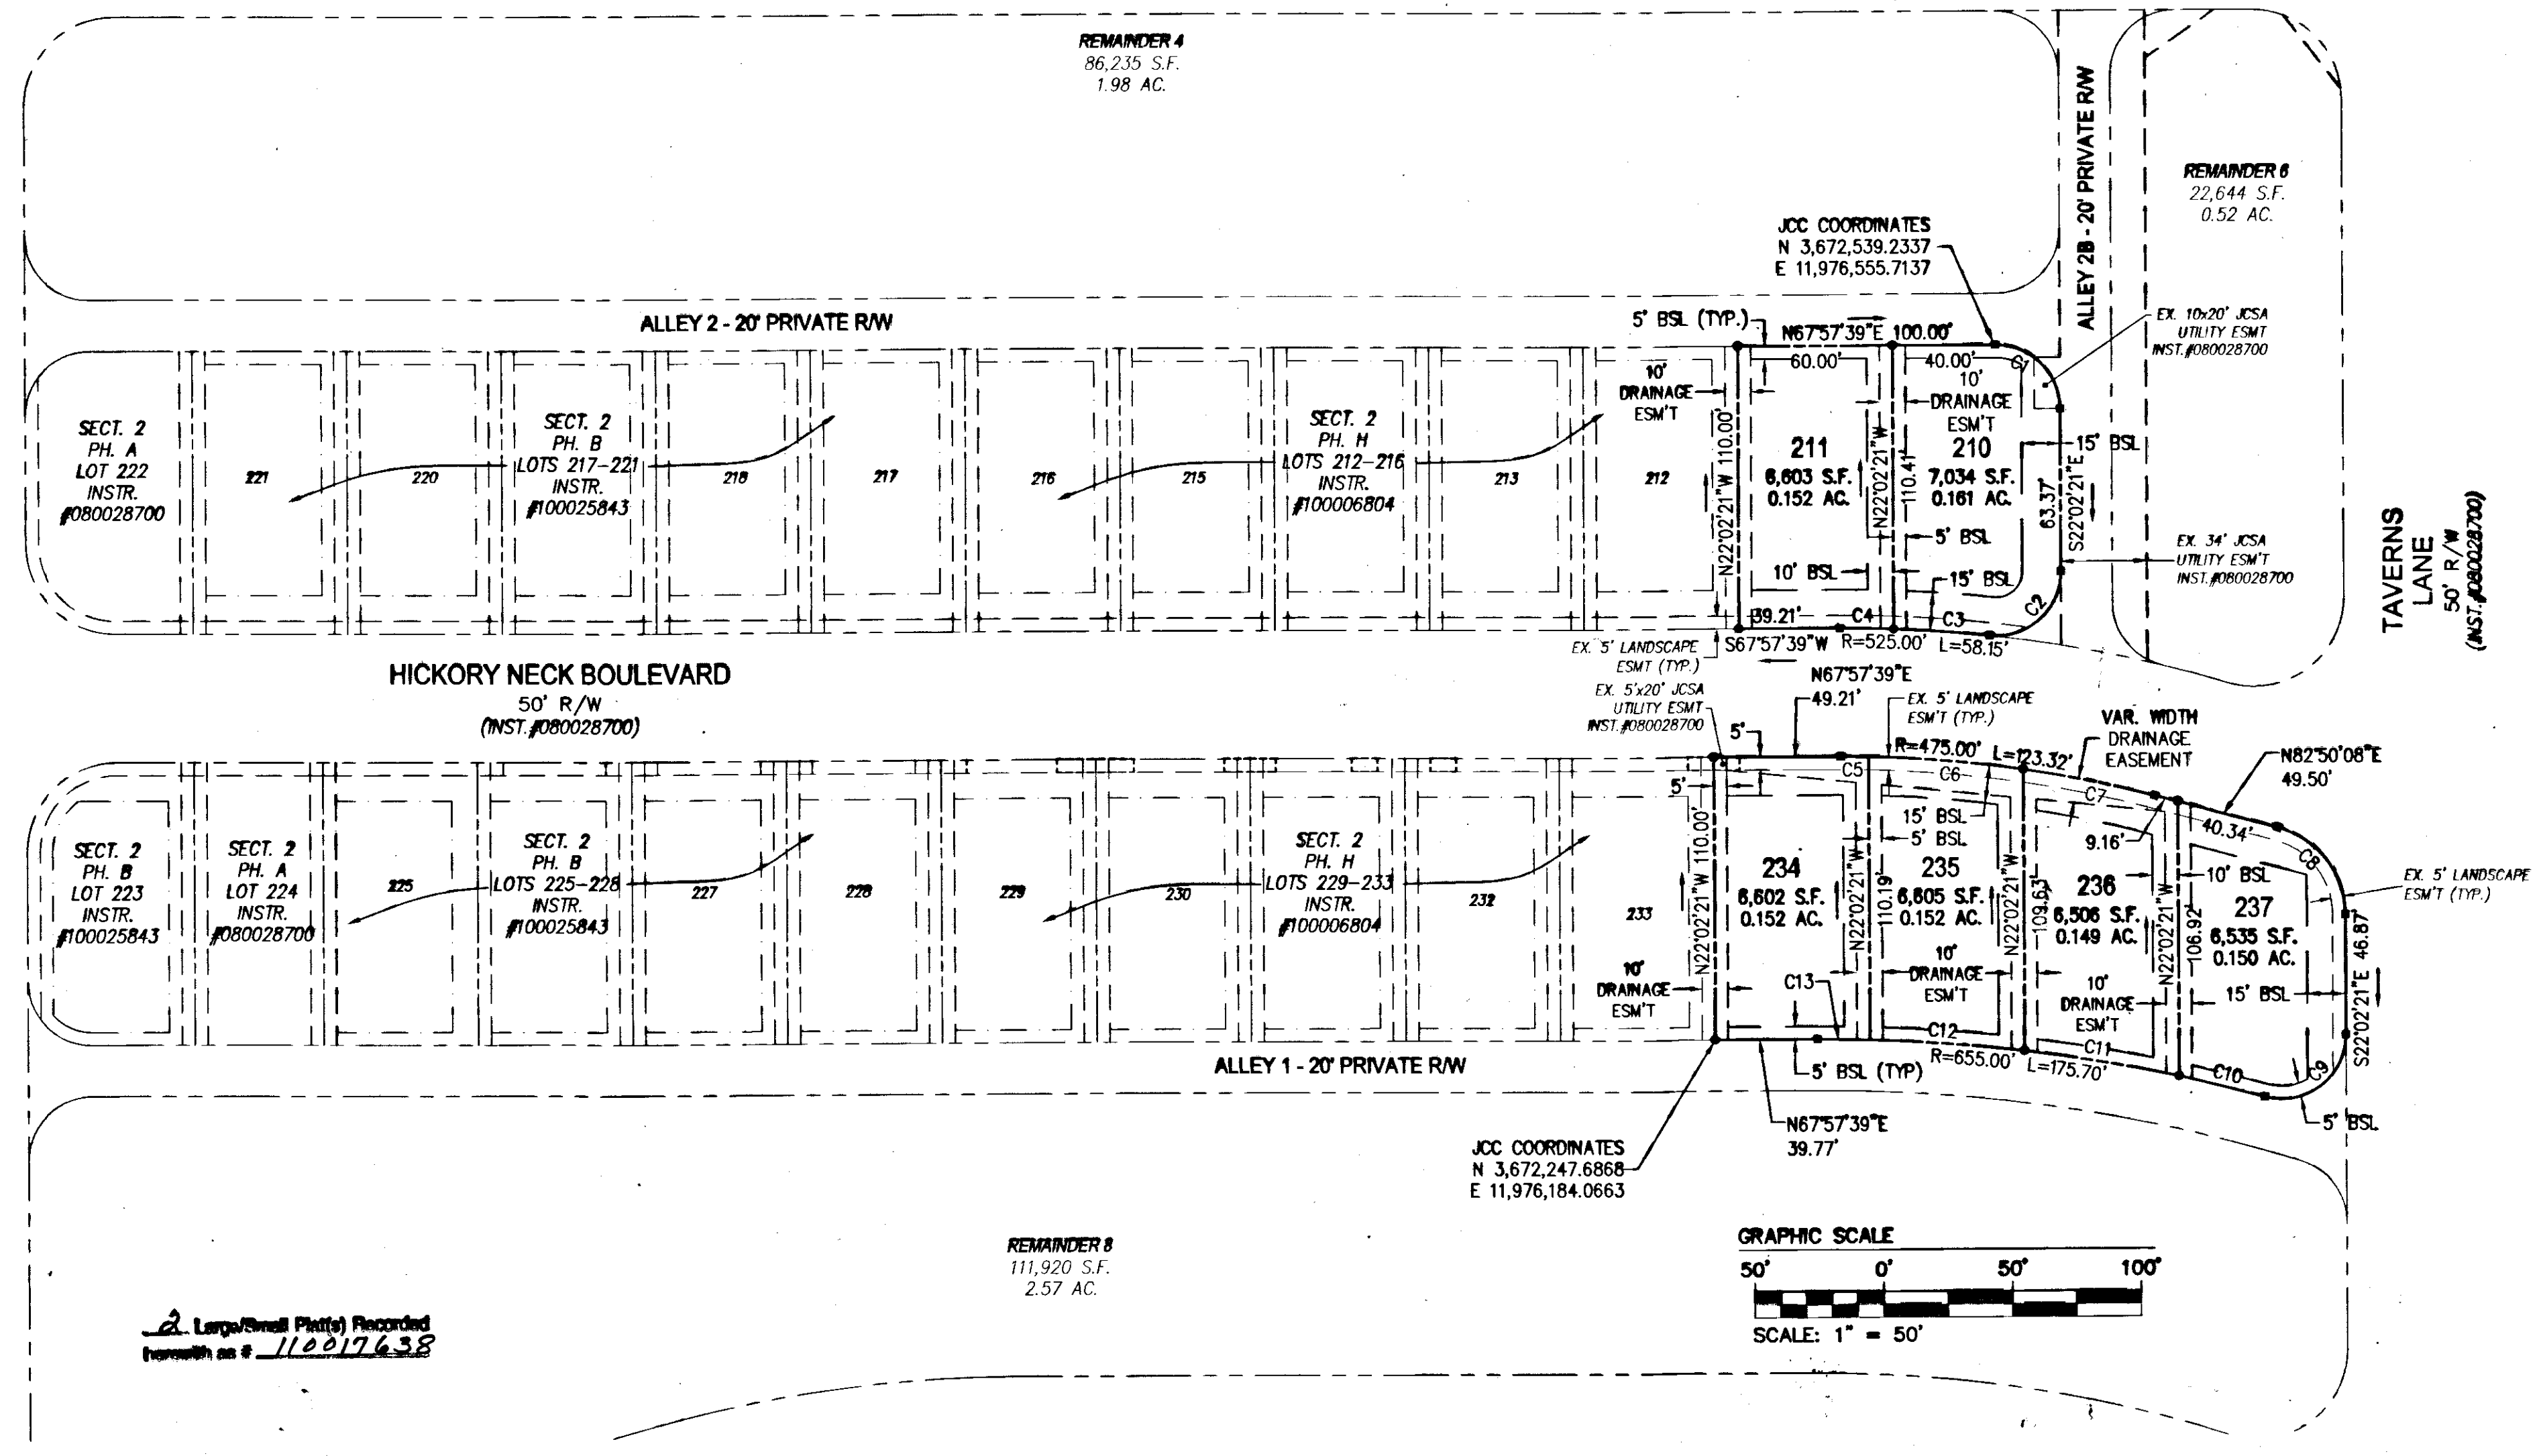 REMAINDER 4
86,235 S.F.
1.98 AC.
ALLEY 2B - 20' PRIVATE R/W
REMAINDER 6
22,644 S.F.
0.52 AC.
JCC COORDINATES
N 3,672,539.2337
E 11,976,555.7137
EX. 10x20' JCSA
UTILITY ESMT
INST.#080028700
ALLEY 2 - 20' PRIVATE R/W
5' BSL (TYP.)
N67°57'39"E 100.00'
60.00'
40.00'
C1
10'
DRAINAGE
ESM'T
10'
DRAINAGE
ESM'T
SECT. 2
PH. A
LOT 222
INSTR.
#080028700
221
220
SECT. 2
PH. B
LOTS 217-221
INSTR.
#100025843
218
217
216
215
SECT. 2
PH. H
LOTS 212-216
INSTR.
#100006804
213
212
N22°02'21"W 110.00'
211
6,603 S.F.
0.152 AC.
N22°02'21"W
110.41'
210
7,034 S.F.
0.161 AC.
15' BSL
63.37'
S22°02'21"E
5' BSL
10' BSL
15' BSL
EX. 34' JCSA
UTILITY ESM'T
INST.#080028700
TAVERNS
LANE
50' R/W
(INST.#080028700)
39.21'
C4
C3
C2
S67°57'39"W
R=525.00'
L=58.15'
EX. 5' LANDSCAPE
ESMT (TYP.)
HICKORY NECK BOULEVARD
50' R/W
(INST.#080028700)
N67°57'39"E
49.21'
EX. 5'x20' JCSA
UTILITY ESMT
INST.#080028700
EX. 5' LANDSCAPE
ESM'T (TYP.)
VAR. WIDTH
DRAINAGE
EASEMENT
N82°50'08"E
49.50'
5'
R=475.00'
L=123.32'
C5
C6
C7
5'
15' BSL
5' BSL
9.16'
40.34'
C8
EX. 5' LANDSCAPE
ESM'T (TYP.)
SECT. 2
PH. B
LOT 223
INSTR.
#100025843
SECT. 2
PH. A
LOT 224
INSTR.
#080028700
225
SECT. 2
PH. B
LOTS 225-228
INSTR.
#100025843
227
228
229
230
SECT. 2
PH. H
LOTS 229-233
INSTR.
#100006804
232
233
N22°02'21"W 110.00'
234
6,602 S.F.
0.152 AC.
N22°02'21"W
110.19'
235
6,605 S.F.
0.152 AC.
N22°02'21"W
109.63'
236
6,506 S.F.
0.149 AC.
N22°02'21"W
106.92'
10' BSL
237
6,535 S.F.
0.150 AC.
15' BSL
S22°02'21"E 46.87'
10'
DRAINAGE
ESM'T
C13
10'
DRAINAGE
ESM'T
10'
DRAINAGE
ESM'T
C12
C11
C10
C9
R=655.00'
L=175.70'
5' BSL (TYP)
5' BSL
ALLEY 1 - 20' PRIVATE R/W
N67°57'39"E
39.77'
JCC COORDINATES
N 3,672,247.6868
E 11,976,184.0663
REMAINDER 8
111,920 S.F.
2.57 AC.
GRAPHIC SCALE
50' 0' 50' 100'
SCALE: 1" = 50'
2 Large/Small Plat(s) Recorded
herewith as # 110017638